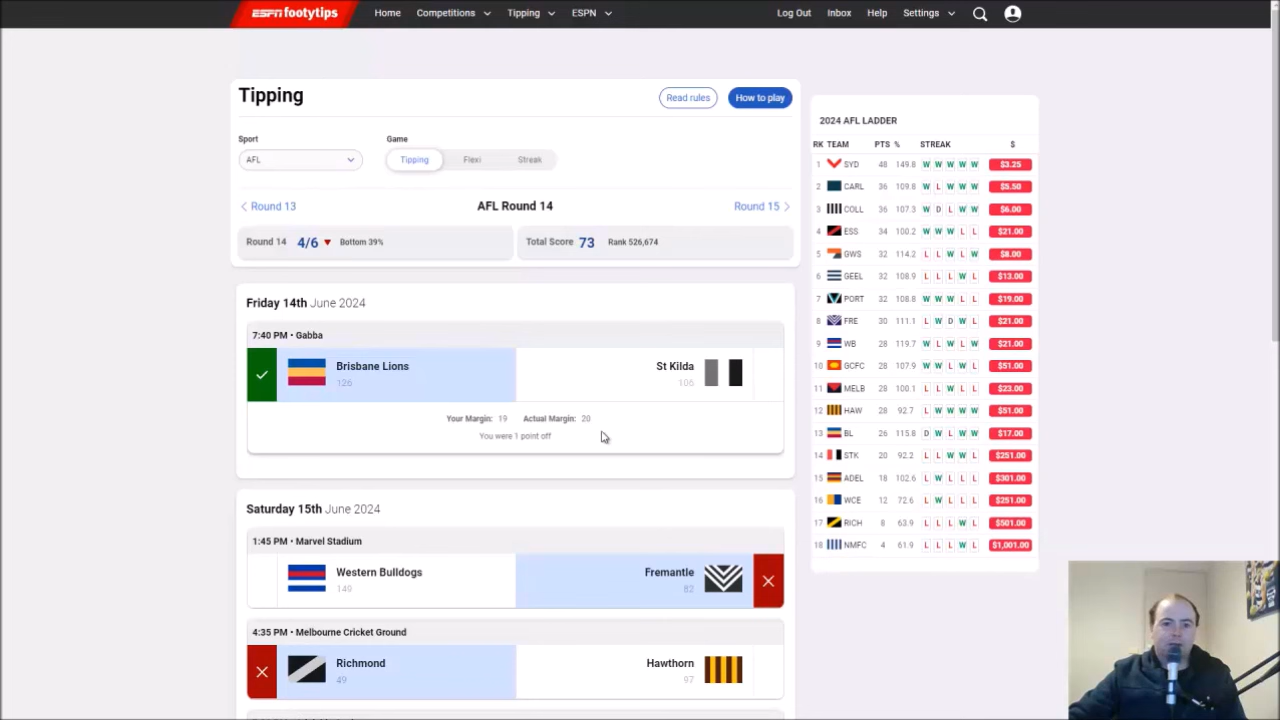 ESPN footytips Home Competitions Tipping ESPN Log Out Inbox Help Settings
Tipping
Read rules
How to play
Sport
Game
AFL
Tipping Flexi Streak
Round 13
AFL Round 14
Round 15
Round 14 4/6 Bottom 39%
Total Score 73 Rank 526,674
Friday 14th June 2024
7:40 PM • Gabba
Brisbane Lions
126
St Kilda
106
Your Margin: 19 Actual Margin: 20
You were 1 point off
Saturday 15th June 2024
1:45 PM • Marvel Stadium
Western Bulldogs
149
Fremantle
82
4:35 PM • Melbourne Cricket Ground
Richmond
49
Hawthorn
97
2024 AFL LADDER
RK TEAM PTS % STREAK $
1 SYD 48 149.8 W W W W W $3.25
2 CARL 36 109.8 W L W W W $5.50
3 COLL 36 107.3 W D L W W $6.00
4 ESS 34 100.2 W W W L L $21.00
5 GWS 32 114.2 L L W L W $8.00
6 GEEL 32 108.9 L L L W L $13.00
7 PORT 32 108.8 W W W L L $19.00
8 FRE 30 111.1 L W D W L $21.00
9 WB 28 119.7 W L W L W $21.00
10 GCFC 28 107.9 W W L W L $51.00
11 MELB 28 100.1 L L W L L $23.00
12 HAW 28 92.7 L W W W W $51.00
13 BL 26 115.8 D W L W W $17.00
14 STK 20 92.2 L L W W L $251.00
15 ADEL 18 102.6 L W L L L $301.00
16 WCE 12 72.6 L W L L L $251.00
17 RICH 8 63.9 L L L W L $501.00
18 NMFC 4 61.9 L L L W L $1,001.00